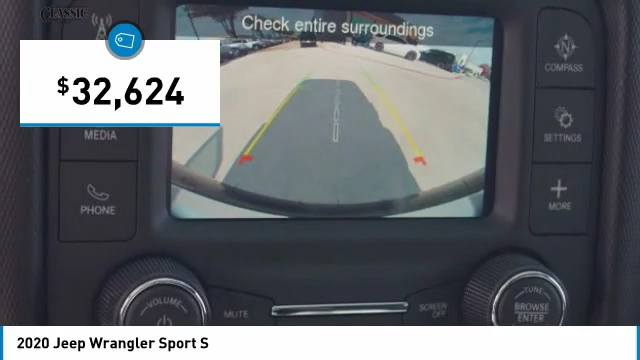 CLASSIC
Check entire surroundings
$32,624
COMPASS
MEDIA
SETTINGS
PHONE
MORE
VOLUME
MUTE
SCREEN OFF
TUNE
BROWSE
ENTER
2020 Jeep Wrangler Sport S